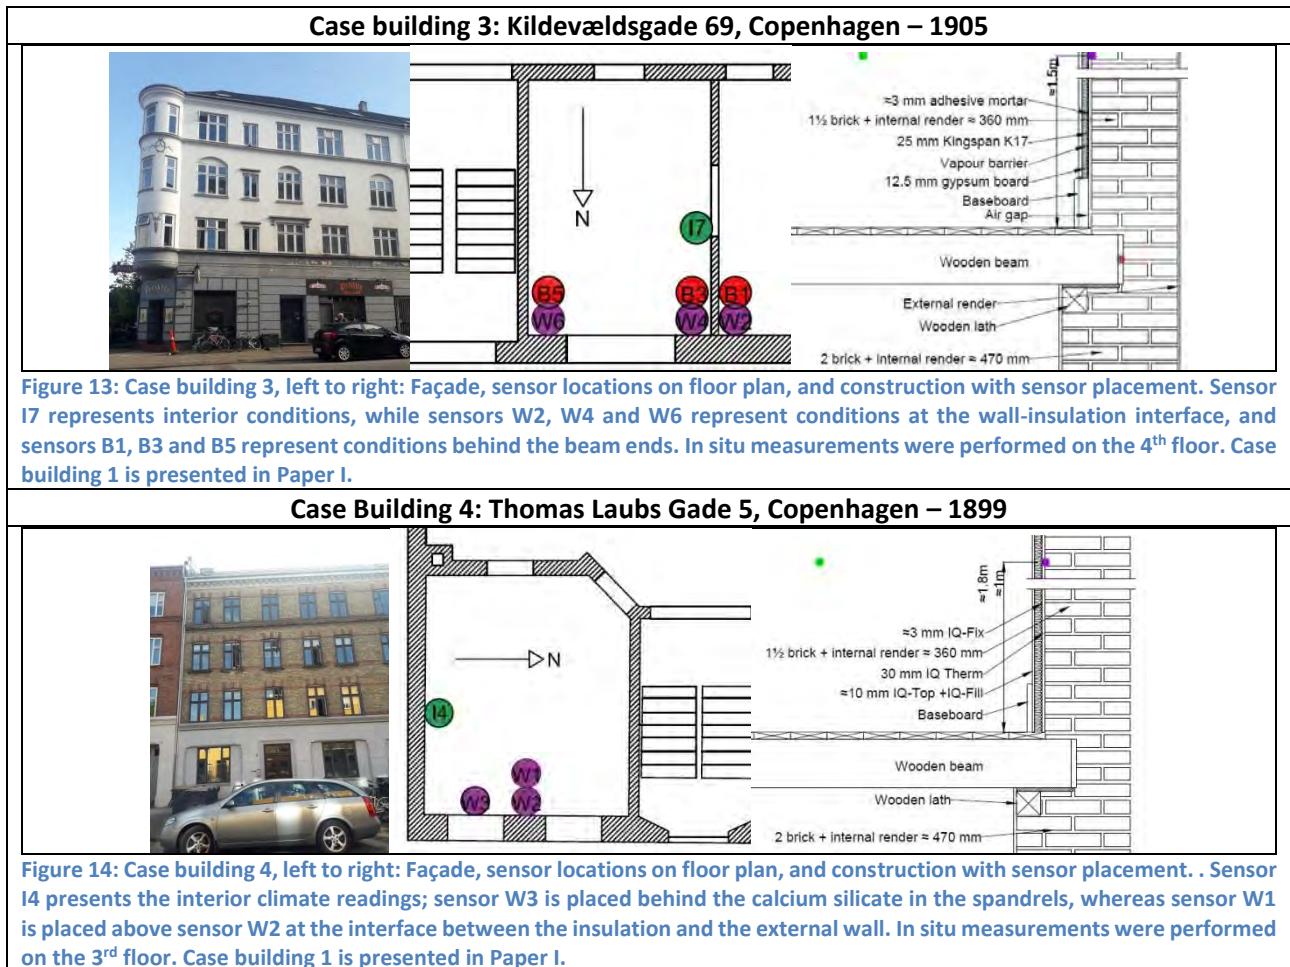 Case building 3: Kildevældsgade 69, Copenhagen – 1905
N
I7
B5
B3
B1
W6
W4
W2
≈1.5m
≈3 mm adhesive mortar
1½ brick + internal render ≈ 360 mm
25 mm Kingspan K17
Vapour barrier
12.5 mm gypsum board
Baseboard
Air gap
Wooden beam
External render
Wooden lath
2 brick + internal render ≈ 470 mm
Figure 13: Case building 3, left to right: Façade, sensor locations on floor plan, and construction with sensor placement. Sensor
I7 represents interior conditions, while sensors W2, W4 and W6 represent conditions at the wall-insulation interface, and
sensors B1, B3 and B5 represent conditions behind the beam ends. In situ measurements were performed on the 4th floor. Case
building 1 is presented in Paper I.
Case Building 4: Thomas Laubs Gade 5, Copenhagen – 1899
N
I4
W1
W3
W2
≈1.8m
≈1m
≈3 mm IQ-Fix
1½ brick + internal render ≈ 360 mm
30 mm IQ Therm
≈10 mm IQ-Top +IQ-Fill
Baseboard
Wooden beam
Wooden lath
2 brick + internal render ≈ 470 mm
Figure 14: Case building 4, left to right: Façade, sensor locations on floor plan, and construction with sensor placement. . Sensor
I4 presents the interior climate readings; sensor W3 is placed behind the calcium silicate in the spandrels, whereas sensor W1
is placed above sensor W2 at the interface between the insulation and the external wall. In situ measurements were performed
on the 3rd floor. Case building 1 is presented in Paper I.